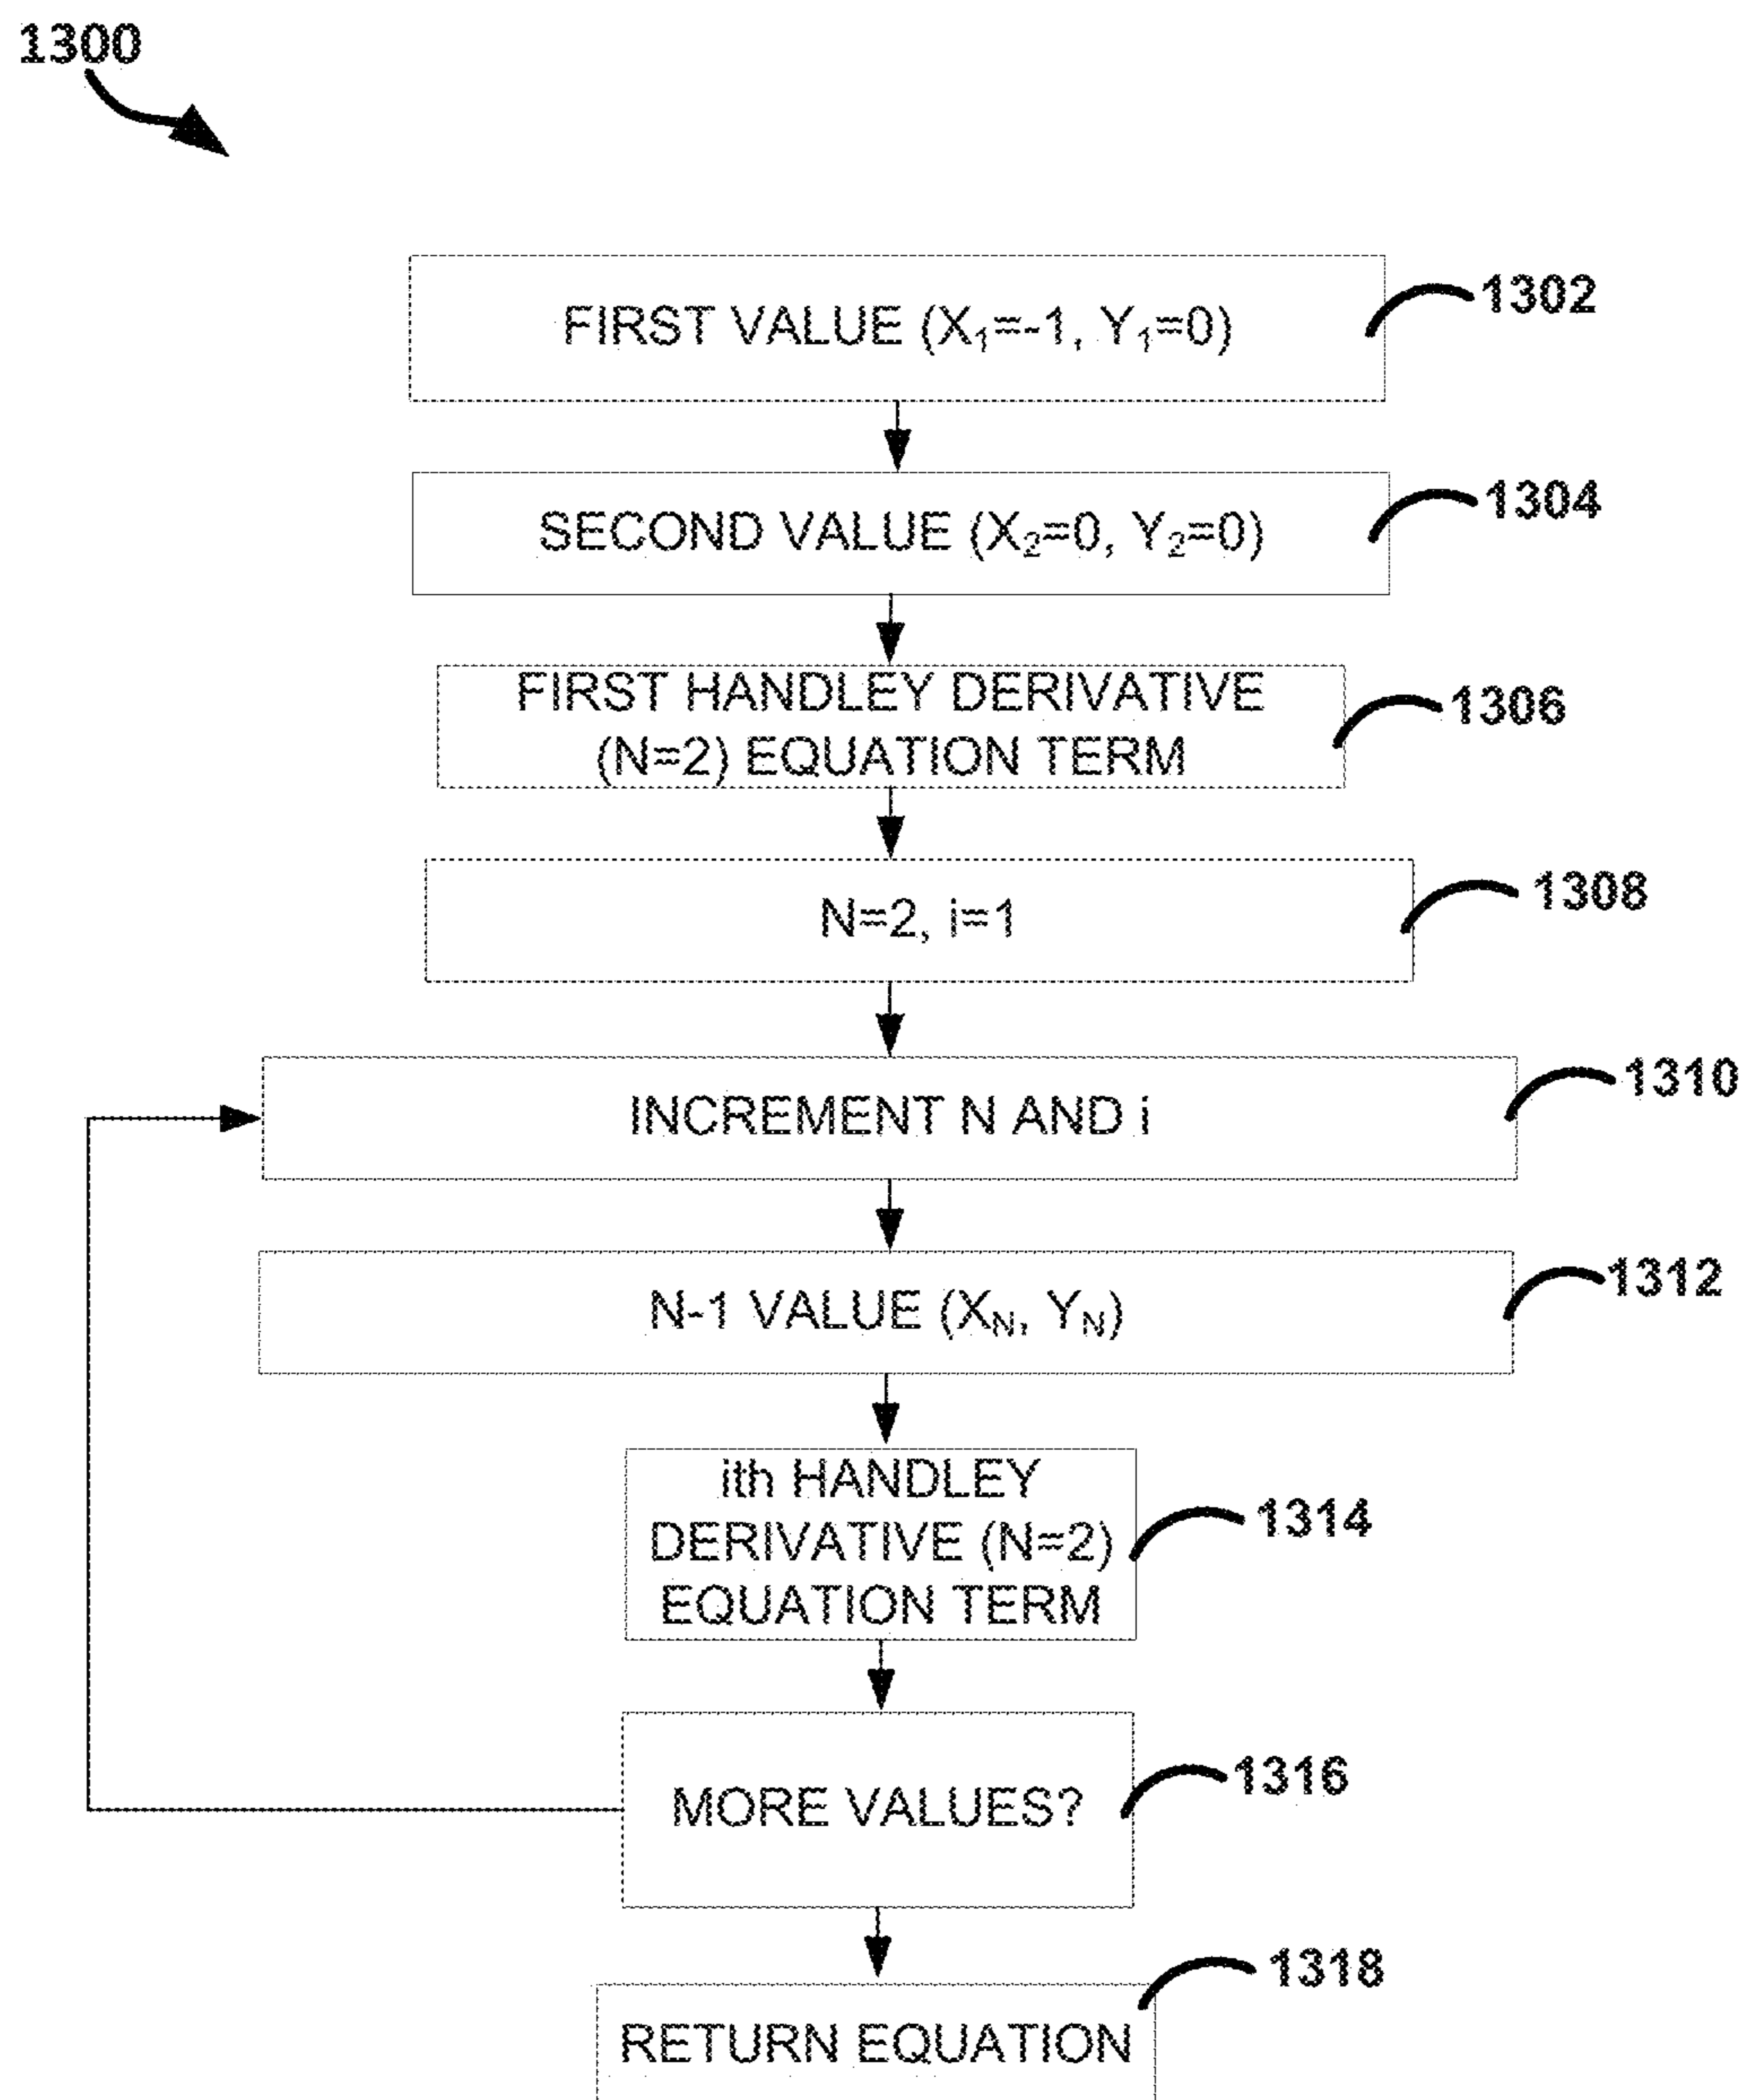 1300
FIRST VALUE (X₁=-1, Y₁=0)
1302
SECOND VALUE (X₂=0, Y₂=0)
1304
FIRST HANDLEY DERIVATIVE
(N=2) EQUATION TERM
1306
N=2, i=1
1308
INCREMENT N AND i
1310
N-1 VALUE (X_N, Y_N)
1312
ith HANDLEY
DERIVATIVE (N=2)
EQUATION TERM
1314
MORE VALUES?
1316
RETURN EQUATION
1318